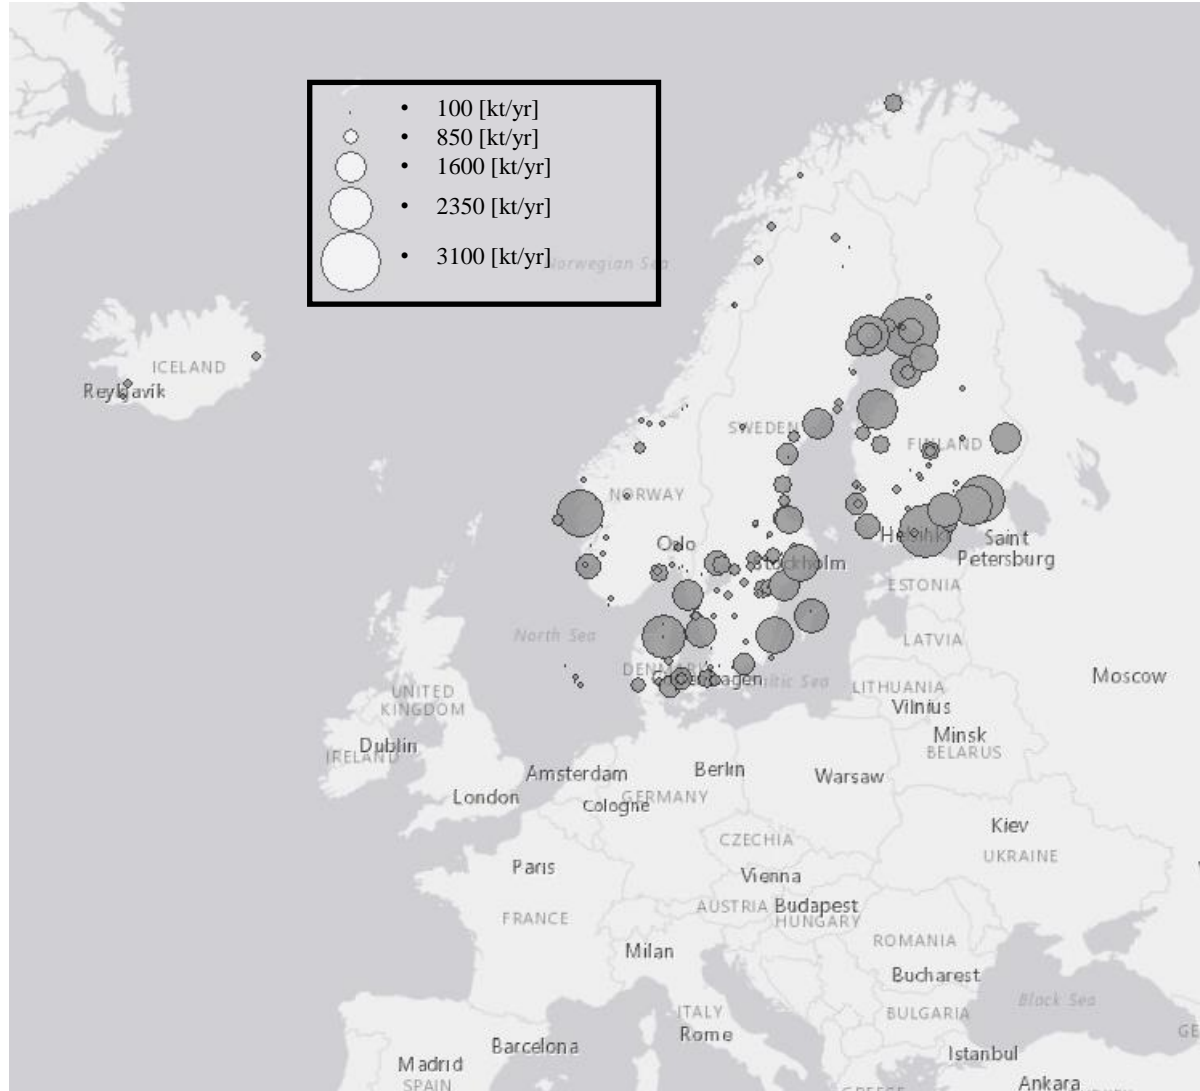 • 100 [kt/yr]
• 850 [kt/yr]
• 1600 [kt/yr]
• 2350 [kt/yr]
• 3100 [kt/yr]
Norwegian Sea
ICELAND
Reykjavík
SWEDEN
FINLAND
NORWAY
Oslo
Helsinki
Saint
Petersburg
Stockholm
ESTONIA
North Sea
LATVIA
DENMARK
Copenhagen
Baltic Sea
Moscow
LITHUANIA
UNITED
KINGDOM
Vilnius
Minsk
BELARUS
Dublin
IRELAND
Amsterdam
Berlin
Warsaw
London
Cologne
GERMANY
Kiev
CZECHIA
UKRAINE
Paris
Vienna
AUSTRIA
Budapest
HUNGARY
FRANCE
ROMANIA
Milan
Bucharest
Black Sea
ITALY
BULGARIA
Rome
GE
Barcelona
Istanbul
Madrid
SPAIN
Ankara
GREECE